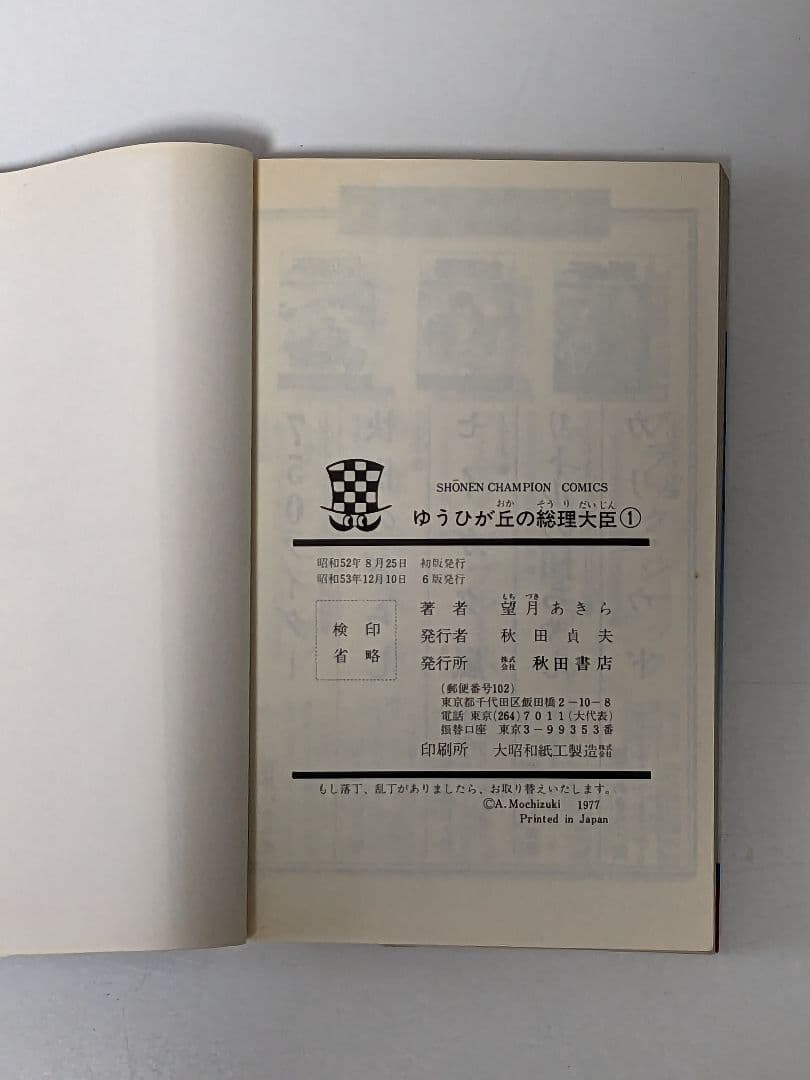 SHŌNEN CHAMPION COMICS
ゆうひが丘の総理大臣①
昭和52年8月25日 初版発行
昭和53年12月10日 6版発行
検印
省略
著者 望月あきら
発行者 秋田貞夫
発行所 株式会社 秋田書店
(郵便番号102)
東京都千代田区飯田橋2-10-8
電話 東京(264)7011(大代表)
振替口座 東京3-99353番
印刷所 大昭和紙工製造株式会社
もし落丁、乱丁がありましたら、お取り替えいたします。
©A. Mochizuki 1977
Printed in Japan